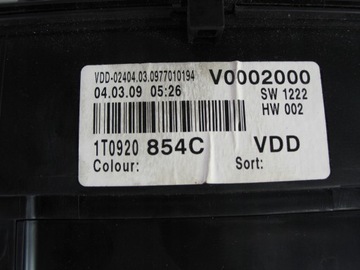 VDD-02404.03.0977010194 V0002000
04.03.09 05:26 SW 1222
HW 002
1T0920 854C VDD
Colour: Sort: